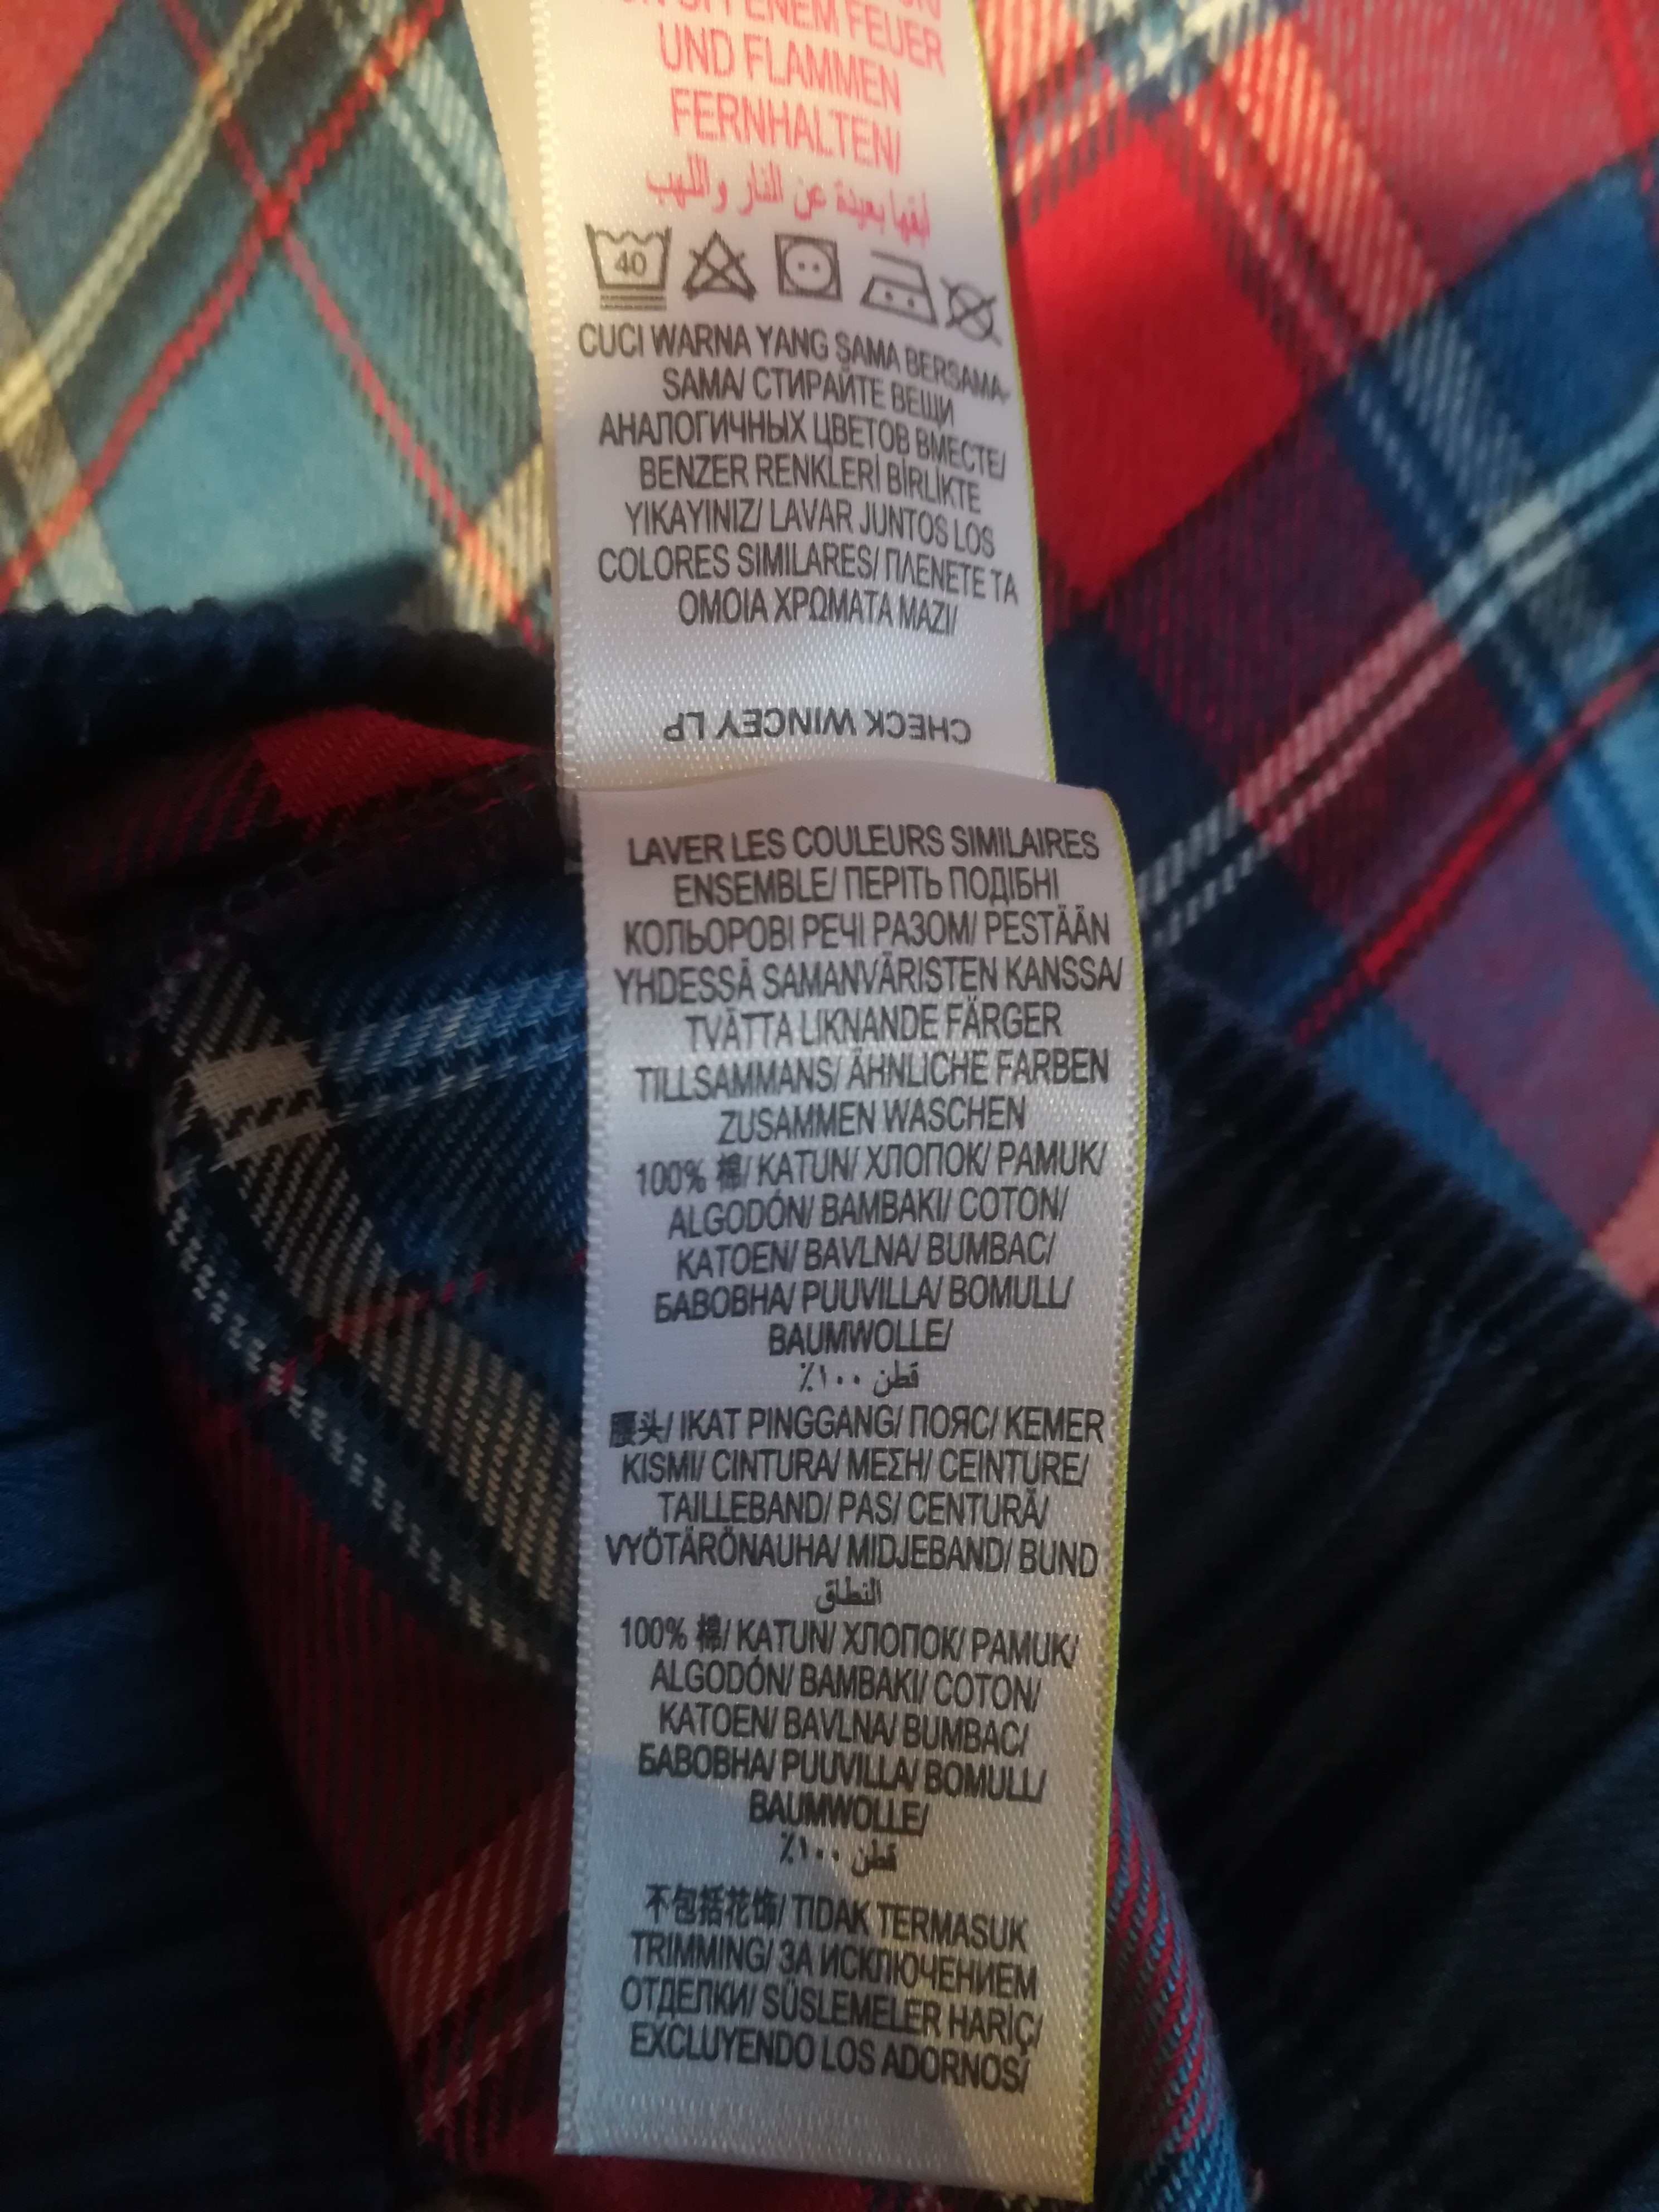 UND FLAMMEN
FERNHALTEN/
أبقها بعيدة عن النار واللهب
40
CUCI WARNA YANG SAMA BERSAMA-
SAMA/ СТИРАЙТЕ ВЕЩИ
АНАЛОГИЧНЫХ ЦВЕТОВ ВМЕСТЕ/
BENZER RENKLERİ BİRLİKTE
YIKAYINIZ/ LAVAR JUNTOS LOS
COLORES SIMILARES/ ΠΛΕΝΕΤΕ ΤΑ
ΟΜΟΙΑ ΧΡΩΜΑΤΑ ΜΑΖΙ/
CHECK WINCEY LP
LAVER LES COULEURS SIMILAIRES
ENSEMBLE/ ПЕРІТЬ ПОДІБНІ
КОЛЬОРОВІ РЕЧІ РАЗОМ/ PESTÄÄN
YHDESSÄ SAMANVÄRISTEN KANSSA/
TVÄTTA LIKNANDE FÄRGER
TILLSAMMANS/ ÄHNLICHE FARBEN
ZUSAMMEN WASCHEN
100% 棉/ KATUN/ ХЛОПОК/ PAMUK/
ALGODÓN/ BAMBAKI/ COTON/
KATOEN/ BAVLNA/ BUMBAC/
БАВОВНА/ PUUVILLA/ BOMULL/
BAUMWOLLE/
قطن ١٠٠٪
腰头/ IKAT PINGGANG/ ПОЯС/ KEMER
KISMI/ CINTURA/ ΜΕΣΗ/ CEINTURE/
TAILLEBAND/ PAS/ CENTURĂ/
VYÖTÄRÖNAUHA/ MIDJEBAND/ BUND
النطاق
100% 棉/ KATUN/ ХЛОПОК/ PAMUK/
ALGODÓN/ BAMBAKI/ COTON/
KATOEN/ BAVLNA/ BUMBAC/
БАВОВНА/ PUUVILLA/ BOMULL/
BAUMWOLLE/
قطن ١٠٠٪
不包括花饰/ TIDAK TERMASUK
TRIMMING/ ЗА ИСКЛЮЧЕНИЕМ
ОТДЕЛКИ/ SÜSLEMELER HARİÇ/
EXCLUYENDO LOS ADORNOS/